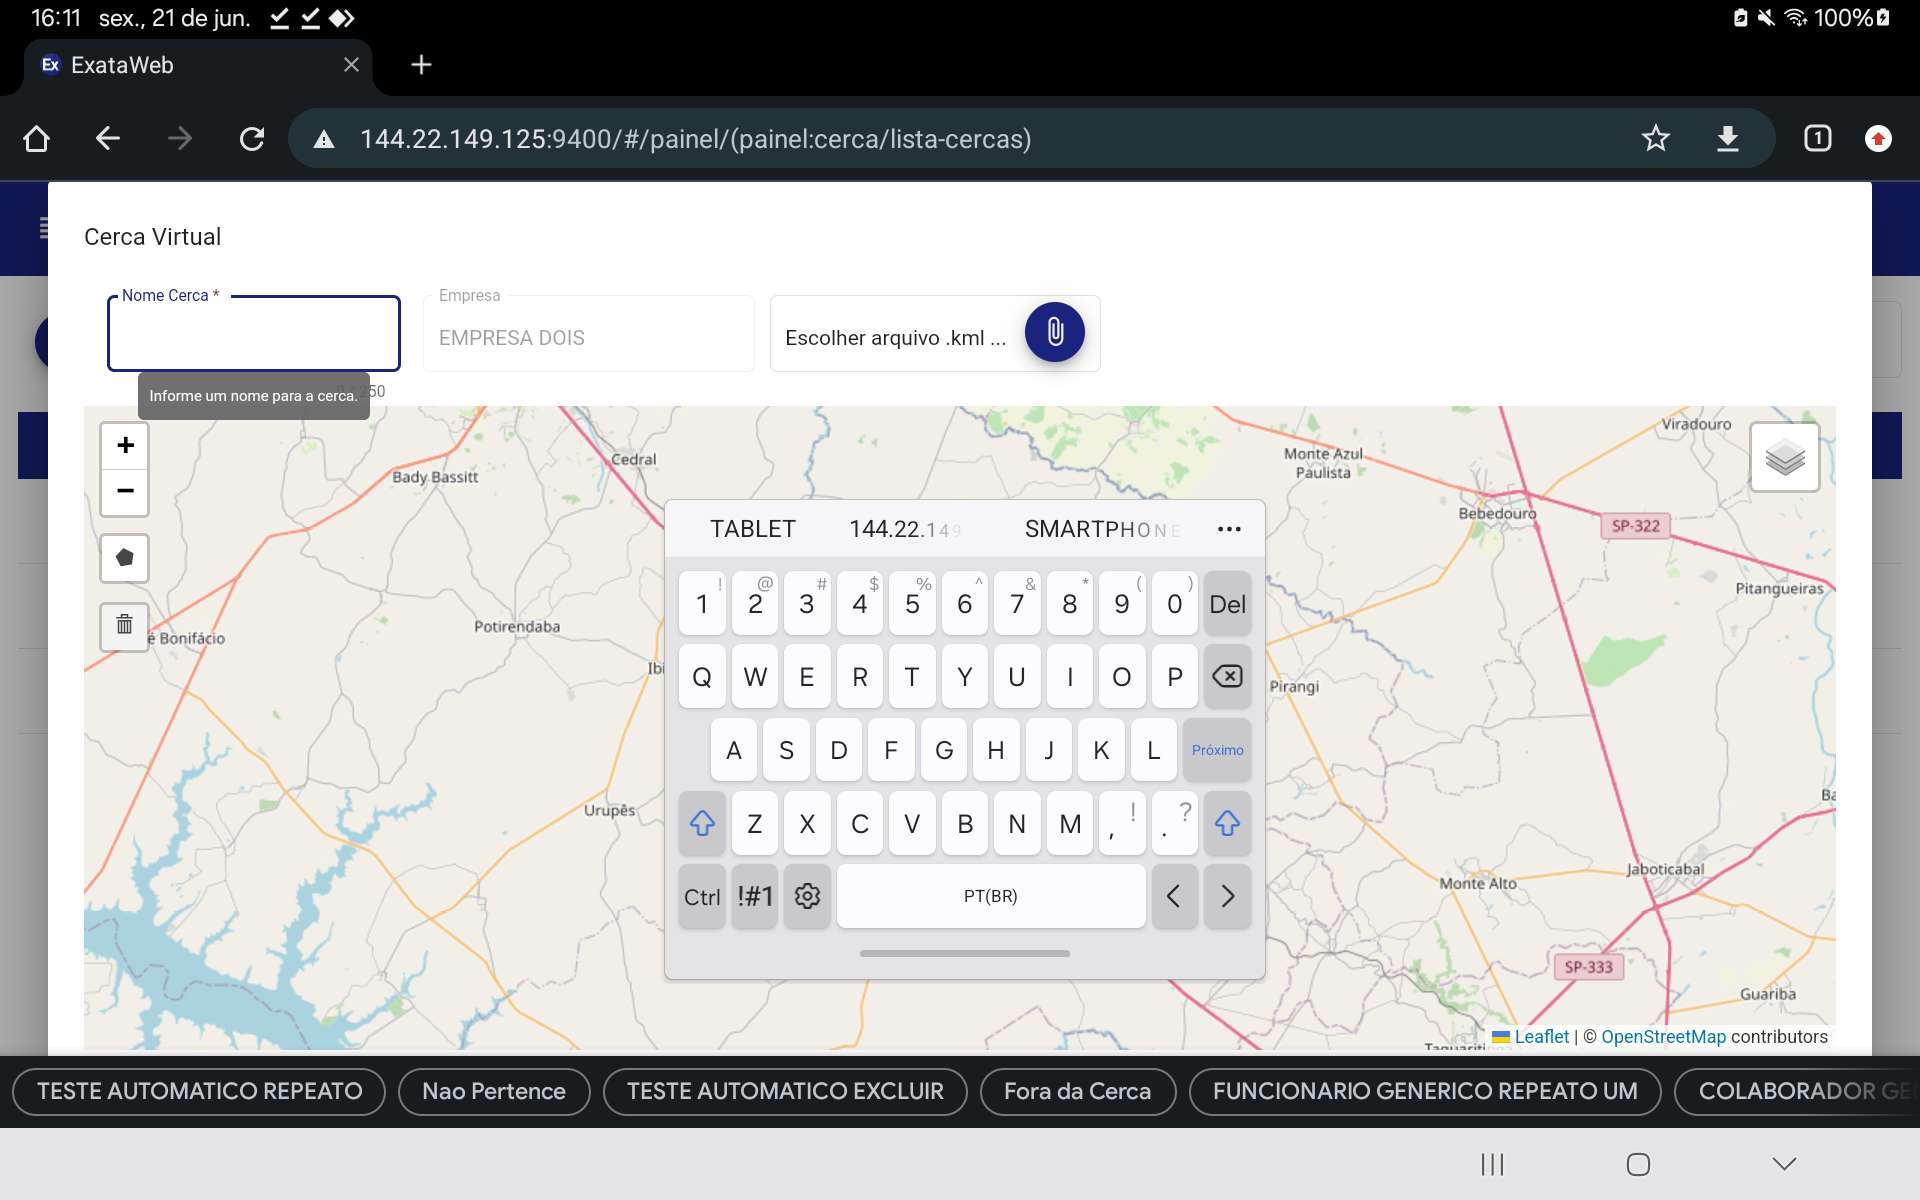 16:11 sex., 21 de jun.
100%
Ex ExataWeb
144.22.149.125:9400/#/painel/(painel:cerca/lista-cercas)
1
Cerca Virtual
Nome Cerca *
Empresa
EMPRESA DOIS
Escolher arquivo .kml ...
Informe um nome para a cerca.
+
−
Viradouro
Cedral
Monte Azul
Paulista
Bady Bassitt
Bebedouro
SP-322
Pitangueiras
é Bonifácio
Potirendaba
Ibi
Pirangi
Urupês
Ba
Jaboticabal
Monte Alto
SP-333
Guariba
TABLET 144.22.149 SMARTPHONE ...
1 ! 2 @ 3 # 4 $ 5 % 6 ^ 7 & 8 * 9 ( 0 ) Del
Q W E R T Y U I O P
A S D F G H J K L Próximo
Z X C V B N M , ! . ?
Ctrl !#1 PT(BR) < >
Leaflet | © OpenStreetMap contributors
TESTE AUTOMATICO REPEATO Nao Pertence TESTE AUTOMATICO EXCLUIR Fora da Cerca FUNCIONARIO GENERICO REPEATO UM COLABORADOR GE